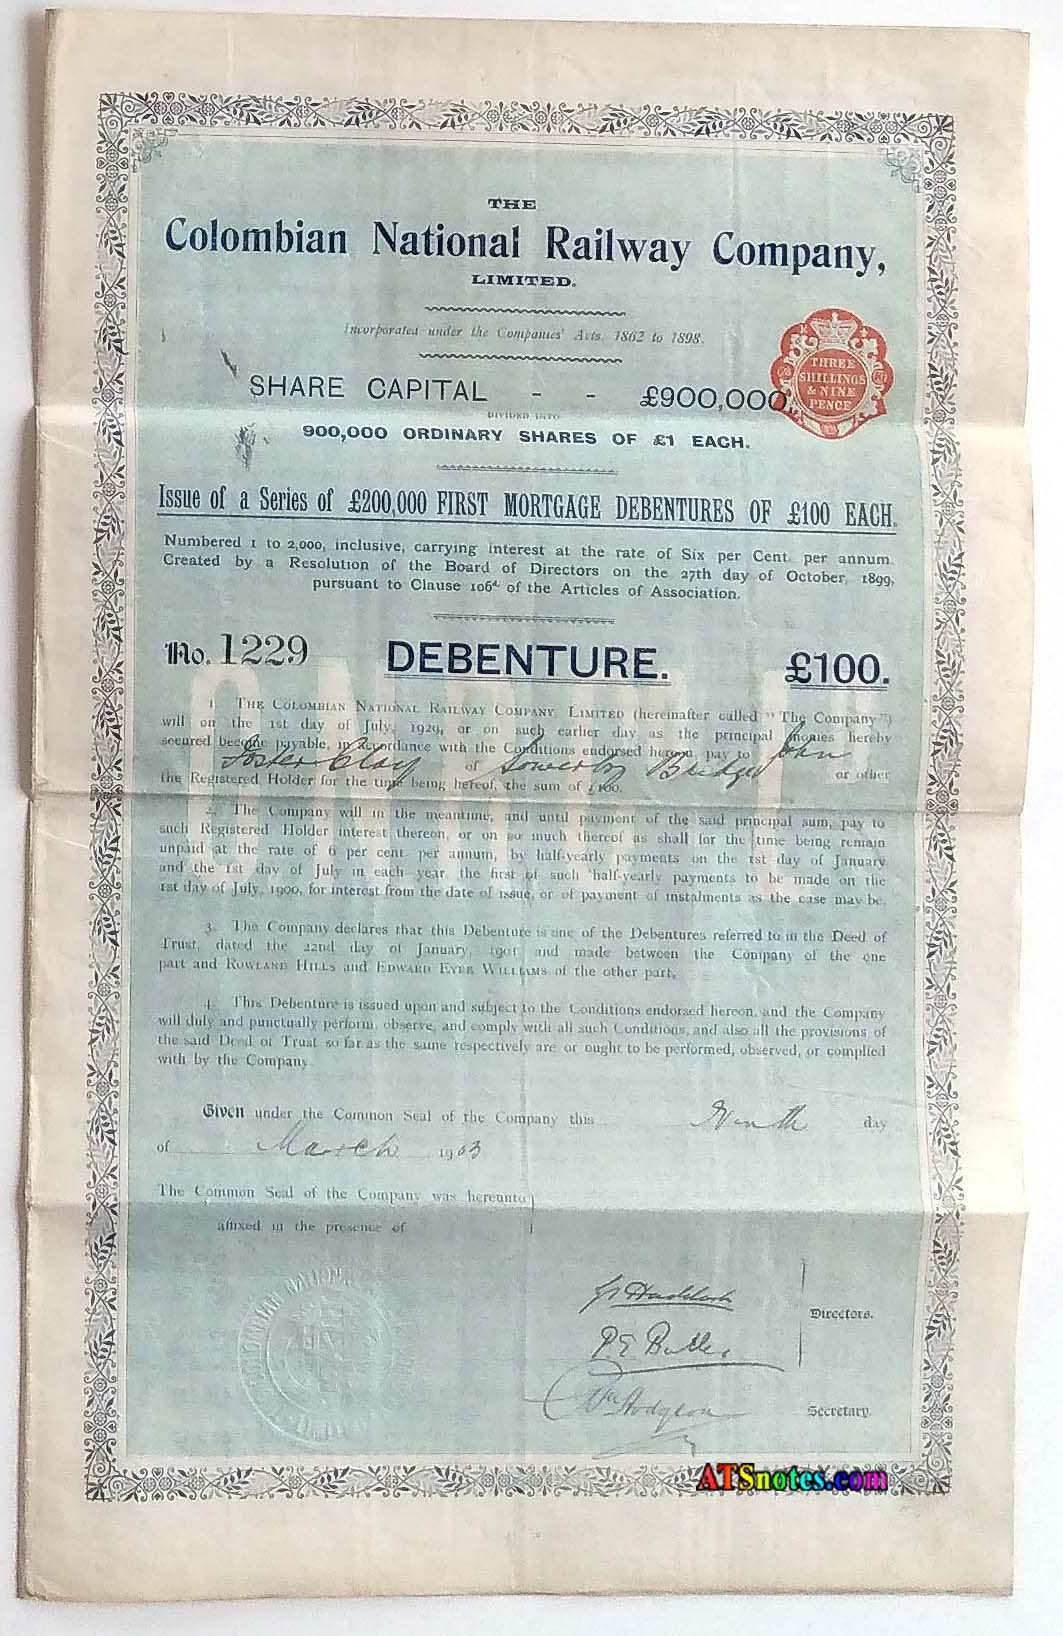 THE
Colombian National Railway Company,
LIMITED.
Incorporated under the Companies' Acts, 1862 to 1898.
THREE
SHILLINGS
& NINE
PENCE
SHARE CAPITAL - - £900,000
DIVIDED INTO
900,000 ORDINARY SHARES OF £1 EACH.
Issue of a Series of £200,000 FIRST MORTGAGE DEBENTURES OF £100 EACH.
Numbered 1 to 2,000, inclusive, carrying interest at the rate of Six per Cent. per annum.
Created by a Resolution of the Board of Directors on the 27th day of October, 1899,
pursuant to Clause 106d. of the Articles of Association.
No. 1229 DEBENTURE. £100.
1 THE COLOMBIAN NATIONAL RAILWAY COMPANY, LIMITED (hereinafter called "The Company")
will on the 1st day of July, 1929, or on such earlier day as the principal monies hereby
secured become payable, in accordance with the Conditions endorsed hereon, pay to John
Foster Clay of Sowerby Bridge or other
the Registered Holder for the time being hereof, the sum of £100.
2. The Company will in the meantime, and until payment of the said principal sum, pay to
such Registered Holder interest thereon, or on so much thereof as shall for the time being remain
unpaid at the rate of 6 per cent. per annum, by half-yearly payments on the 1st day of January
and the 1st day of July in each year, the first of such half-yearly payments to be made on the
1st day of July, 1900, for interest from the date of issue, or of payment of instalments as the case may be.
3. The Company declares that this Debenture is one of the Debentures referred to in the Deed of
Trust, dated the 22nd day of January, 1901 and made between the Company of the one
part and ROWLAND HILLS and EDWARD EYRE WILLIAMS of the other part,
4. This Debenture is issued upon and subject to the Conditions endorsed hereon, and the Company
will duly and punctually perform, observe, and comply with all such Conditions, and also all the provisions of
the said Deed of Trust so far as the same respectively are or ought to be performed, observed, or complied
with by the Company.
Given under the Common Seal of the Company this Ninth day
of March 1903
The Common Seal of the Company was hereunto
affixed in the presence of
Directors.
P. E. Butler
Wm Hodgson
Secretary.
ATSnotes.com